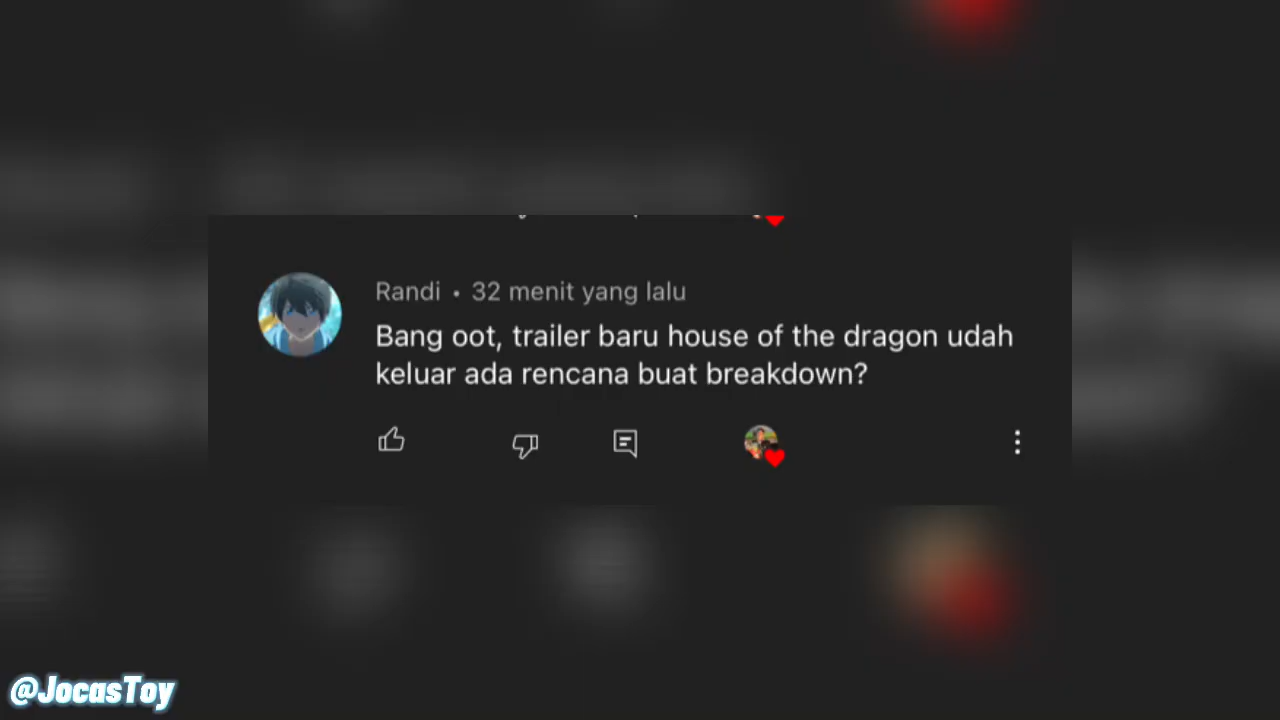 Randi • 32 menit yang lalu
Bang oot, trailer baru house of the dragon udah
keluar ada rencana buat breakdown?
@JocasToy